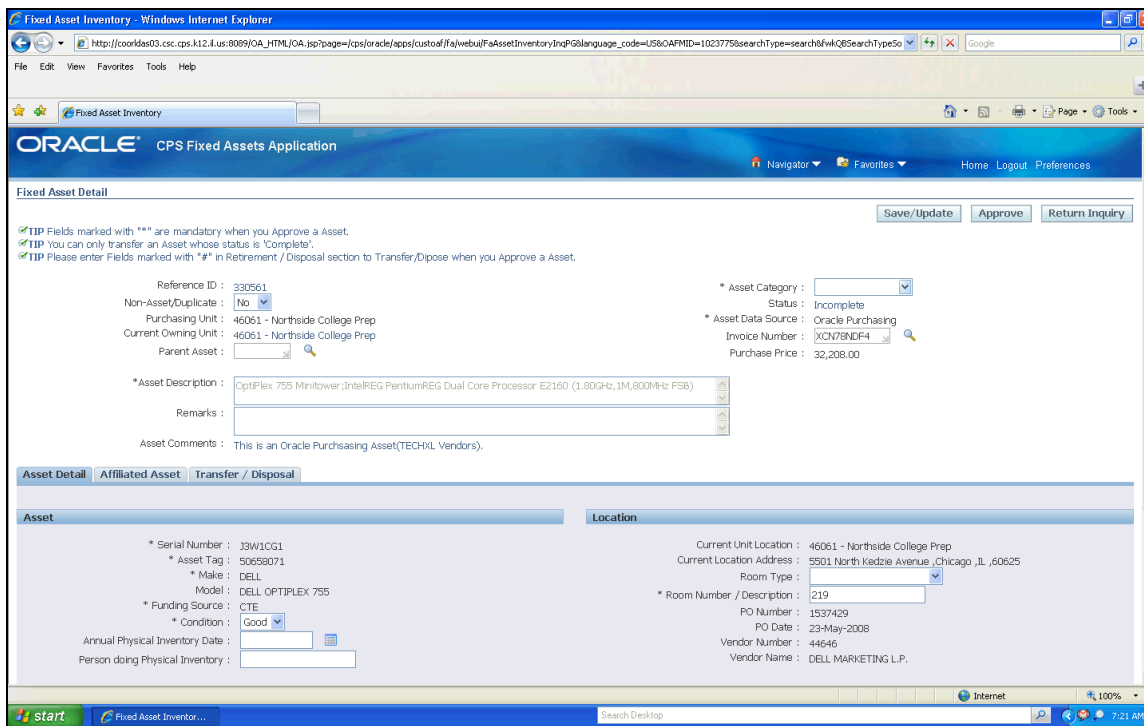 Fixed Asset Inventory - Windows Internet Explorer
http://coorldas03.csc.cps.k12.il.us:8089/OA_HTML/OA.jsp?page=/cps/oracle/apps/custoaf/fa/webui/FaAssetInventoryInqPG&language_code=US&OAFMID=1023775&searchType=search&fwkQBSearchTypeSo
Google
File Edit View Favorites Tools Help
Fixed Asset Inventory
Page Tools
ORACLE CPS Fixed Assets Application
Navigator Favorites Home Logout Preferences
Fixed Asset Detail
Save/Update Approve Return Inquiry
TIP Fields marked with "*" are mandatory when you Approve a Asset.
TIP You can only transfer an Asset whose status is 'Complete'.
TIP Please enter Fields marked with "#" in Retirement / Disposal section to Transfer/Dipose when you Approve a Asset.
Reference ID : 330561
Non-Asset/Duplicate : No
Purchasing Unit : 46061 - Northside College Prep
Current Owning Unit : 46061 - Northside College Prep
Parent Asset :
* Asset Category :
Status : Incomplete
* Asset Data Source : Oracle Purchasing
Invoice Number : XCN78NDF4
Purchase Price : 32,208.00
*Asset Description : OptiPlex 755 Minitower;IntelREG PentiumREG Dual Core Processor E2160 (1.80GHz,1M,800MHz FSB)
Remarks :
Asset Comments : This is an Oracle Purchsasing Asset(TECHXL Vendors).
Asset Detail Affiliated Asset Transfer / Disposal
Asset
* Serial Number : J3W1CG1
* Asset Tag : 50658071
* Make : DELL
Model : DELL OPTIPLEX 755
* Funding Source : CTE
* Condition : Good
Annual Physical Inventory Date :
Person doing Physical Inventory :
Location
Current Unit Location : 46061 - Northside College Prep
Current Location Address : 5501 North Kedzie Avenue ,Chicago ,IL ,60625
Room Type :
* Room Number / Description : 219
PO Number : 1537429
PO Date : 23-May-2008
Vendor Number : 44646
Vendor Name : DELL MARKETING L.P.
Internet 100%
start Fixed Asset Inventor... Search Desktop 7:21 AM